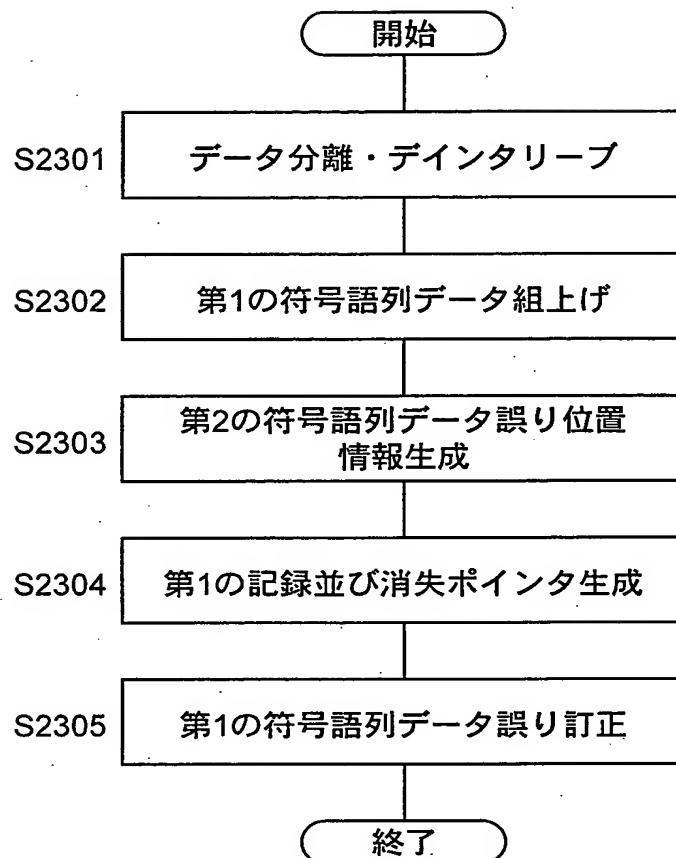 開始
S2301
データ分離・デインタリーブ
S2302
第1の符号語列データ組上げ
S2303
第2の符号語列データ誤り位置
情報生成
S2304
第1の記録並び消失ポインタ生成
S2305
第1の符号語列データ誤り訂正
終了